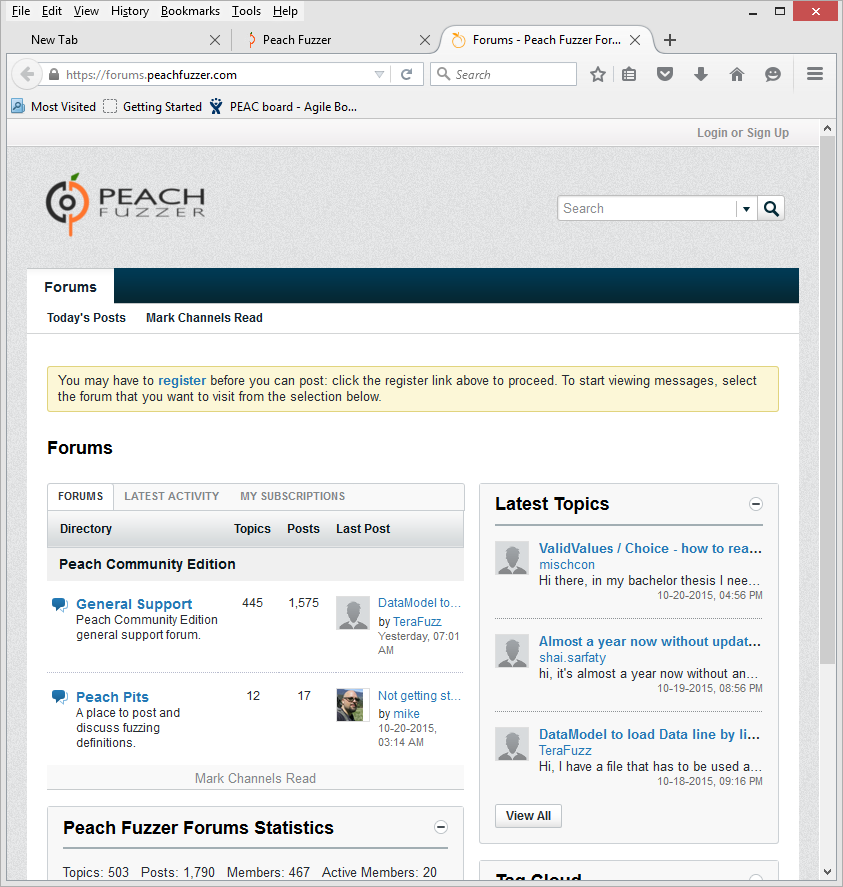 File Edit View History Bookmarks Tools Help
New Tab
Peach Fuzzer
Forums - Peach Fuzzer For...
https://forums.peachfuzzer.com
Search
Most Visited
Getting Started
PEAC board - Agile Bo...
Login or Sign Up
PEACH
FUZZER
Search
Forums
Today's Posts
Mark Channels Read
You may have to register before you can post: click the register link above to proceed. To start viewing messages, select
the forum that you want to visit from the selection below.
Forums
FORUMS
LATEST ACTIVITY
MY SUBSCRIPTIONS
Directory
Topics
Posts
Last Post
Peach Community Edition
General Support
Peach Community Edition
general support forum.
445
1,575
DataModel to...
by TeraFuzz
Yesterday, 07:01
AM
Peach Pits
A place to post and
discuss fuzzing
definitions.
12
17
Not getting st...
by mike
10-20-2015,
03:14 AM
Mark Channels Read
Peach Fuzzer Forums Statistics
Topics: 503 Posts: 1,790 Members: 467 Active Members: 20
Latest Topics
ValidValues / Choice - how to rea...
mischcon
Hi there, in my bachelor thesis I nee...
10-20-2015, 04:56 PM
Almost a year now without updat...
shai.sarfaty
hi, it's almost a year now without an...
10-19-2015, 08:56 PM
DataModel to load Data line by li...
TeraFuzz
Hi, I have a file that has to be used a...
10-18-2015, 09:16 PM
View All
Tag Cloud